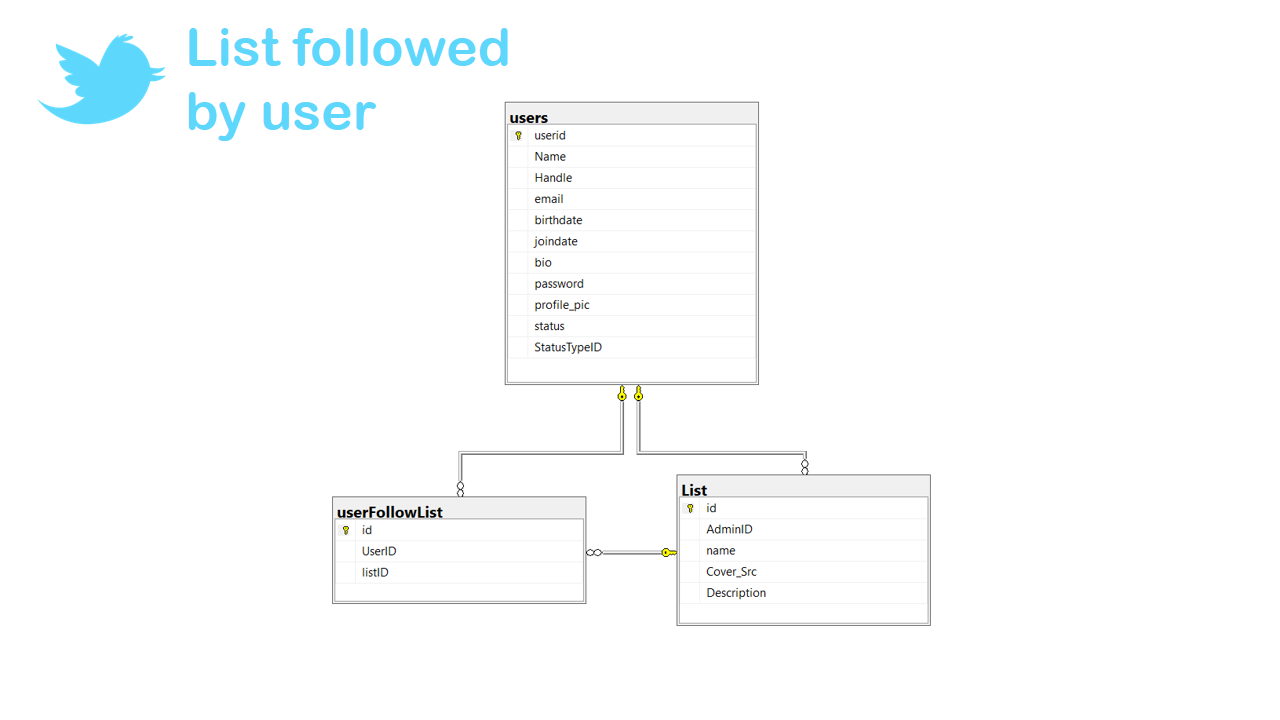 List followed
by user
users
userid
Name
Handle
email
birthdate
joindate
bio
password
profile_pic
status
StatusTypeID
userFollowList
id
UserID
listID
List
id
AdminID
name
Cover_Src
Description